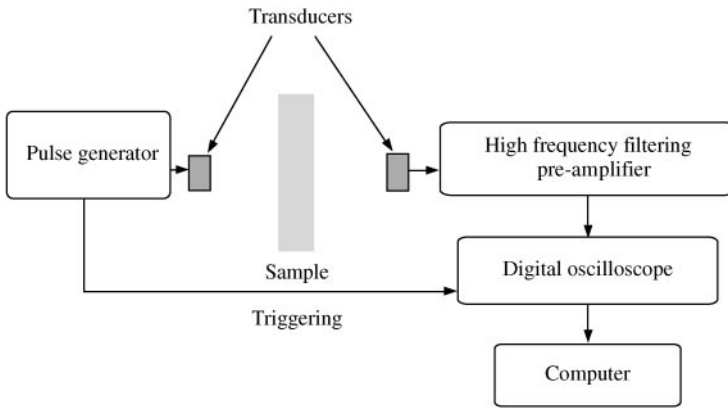 Transducers
Pulse generator
High frequency filtering
pre-amplifier
Sample
Digital oscilloscope
Triggering
Computer